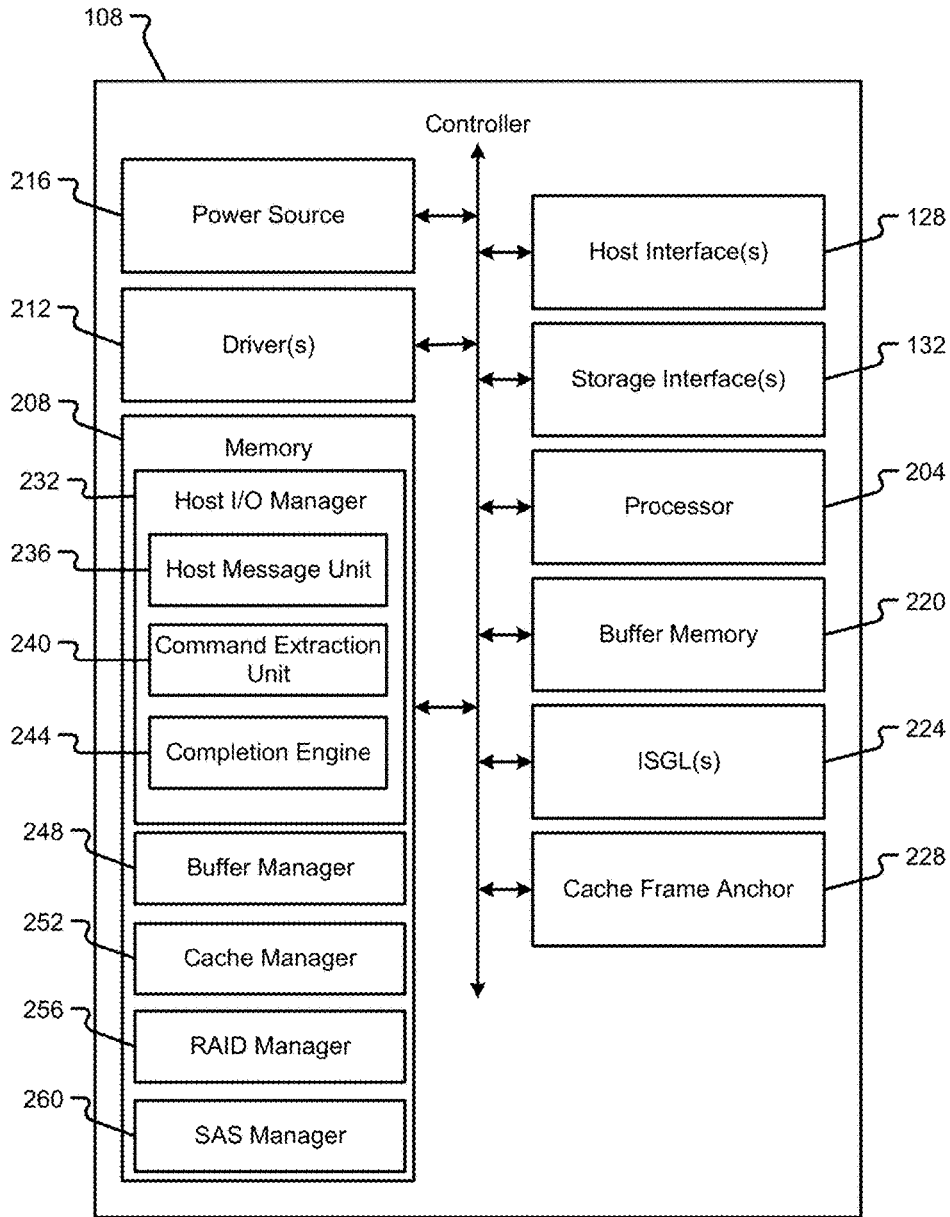 108
Controller
216
Power Source
Host Interface(s)
128
212
Driver(s)
Storage Interface(s)
132
208
Memory
232
Host I/O Manager
Processor
204
236
Host Message Unit
240
Command Extraction
Unit
Buffer Memory
220
244
Completion Engine
ISGL(s)
224
248
Buffer Manager
Cache Frame Anchor
228
252
Cache Manager
256
RAID Manager
260
SAS Manager